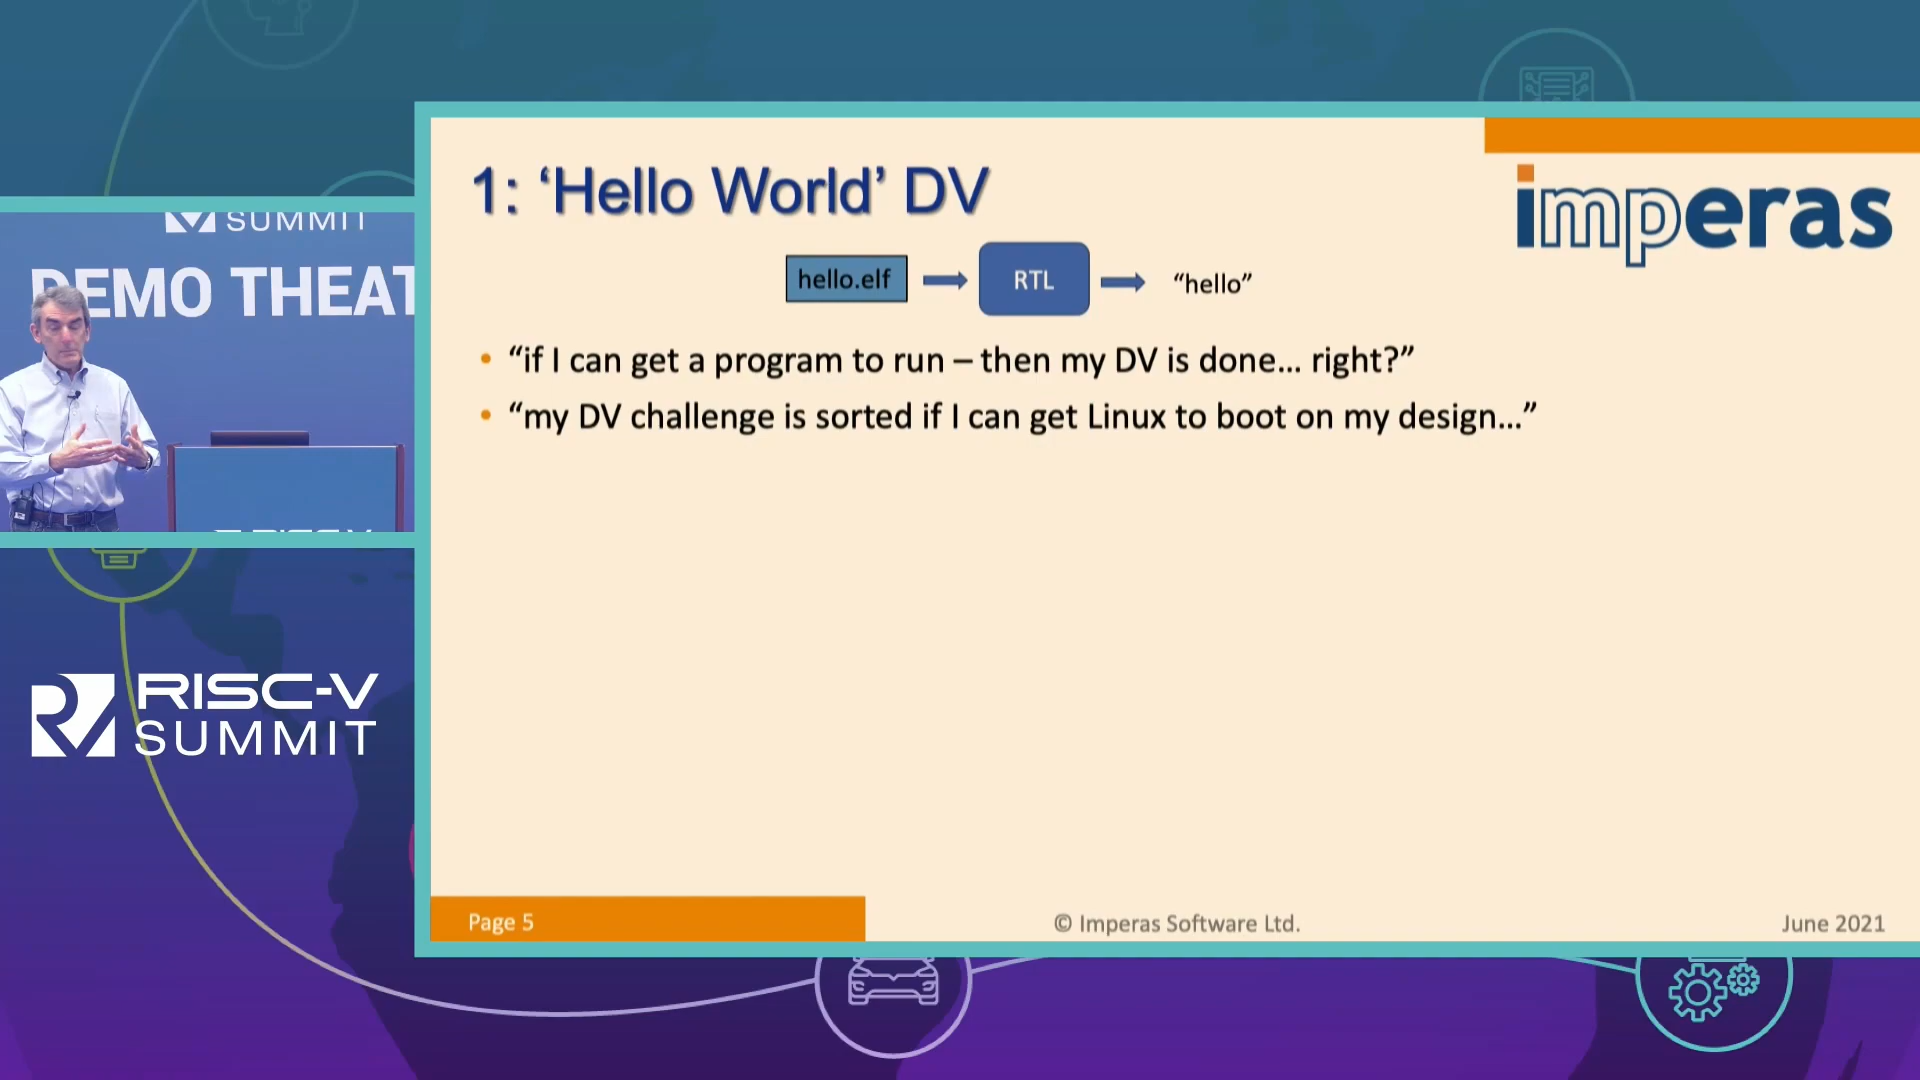 SUMMIT
DEMO THEAT
RISC-V
SUMMIT
1: ‘Hello World’ DV
imperas
hello.elf
RTL
“hello”
• “if I can get a program to run – then my DV is done... right?”
• “my DV challenge is sorted if I can get Linux to boot on my design...”
Page 5
© Imperas Software Ltd.
June 2021